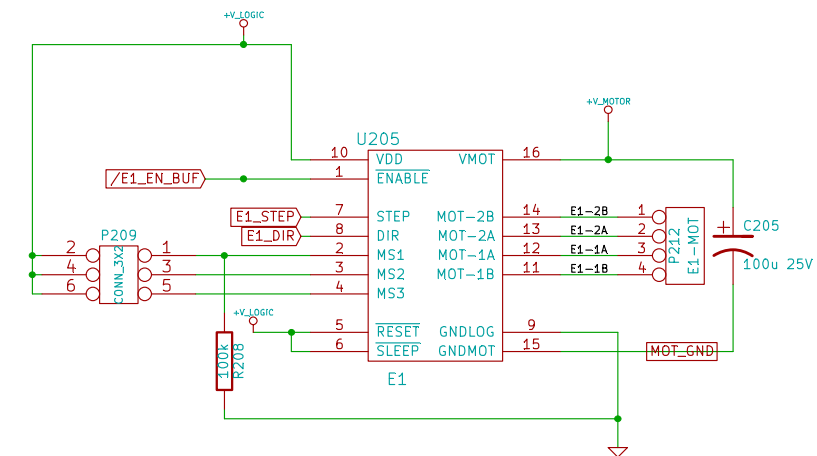 +V_LOGIC
+V_MOTOR
U205
10 VDD VMOT 16
/E1_EN_BUF 1 ENABLE
E1_STEP 7 STEP MOT-2B 14 E1-2B 1
E1_DIR 8 DIR MOT-2A 13 E1-2A 2
P209
2 1 2 MS1 MOT-1A 12 E1-1A 3
4 3 3 MS2 MOT-1B 11 E1-1B 4
6 5 4 MS3
CONN_3X2
P212
E1-MOT
C205
100u 25V
+V_LOGIC
5 RESET GNDLOG 9
6 SLEEP GNDMOT 15 MOT_GND
100k
R208
E1